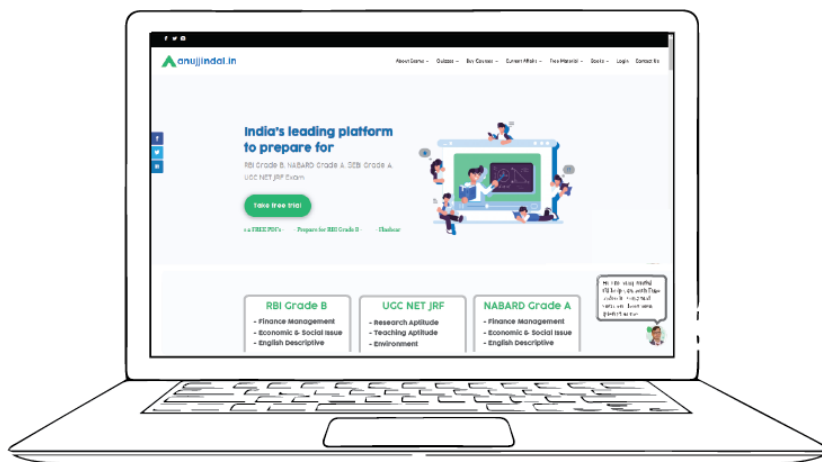 anujjindal.in
About Exams Quizzes Buy Courses Current Affairs Free Material Books Login Contact Us
India's leading platform
to prepare for
RBI Grade B, NABARD Grade A, SEBI Grade A,
UGC NET JRF Exam
Take free trial
FREE PDFs - - Prepare for RBI Grade B -
RBI Grade B
- Finance Management
- Economic & Social Issue
- English Descriptive
UGC NET JRF
- Research Aptitude
- Teaching Aptitude
- Environment
NABARD Grade A
- Finance Management
- Economic & Social Issue
- English Descriptive